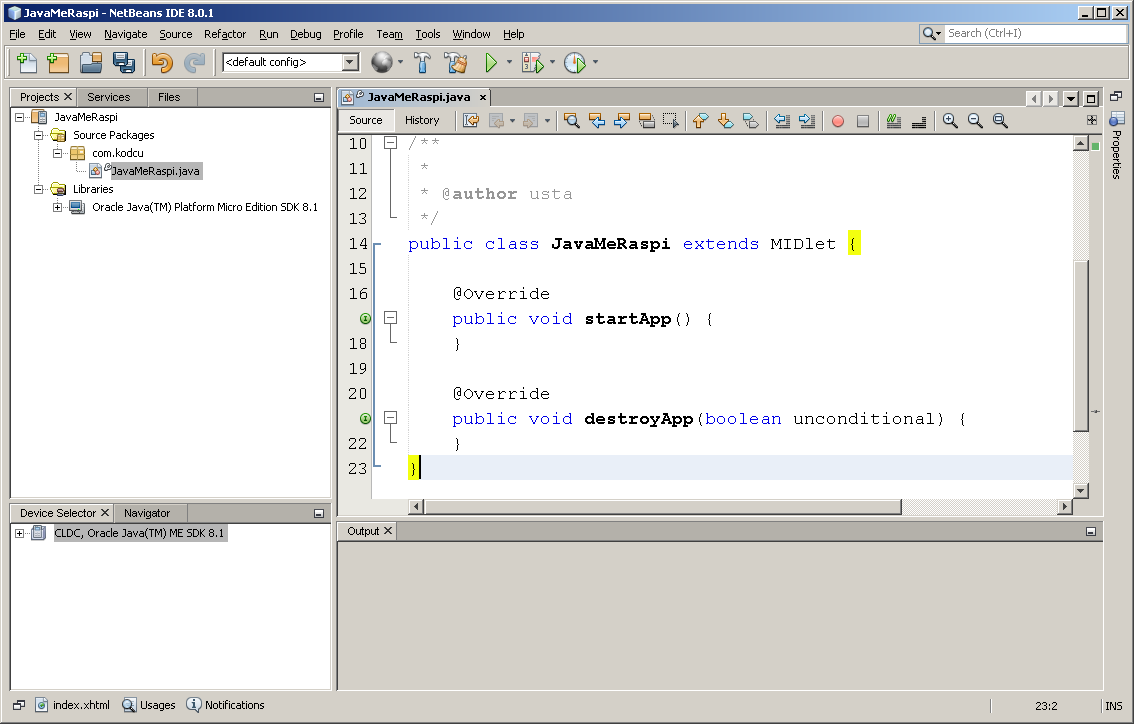 JavaMeRaspi - NetBeans IDE 8.0.1
File Edit View Navigate Source Refactor Run Debug Profile Team Tools Window Help
Search (Ctrl+I)
<default config>
Projects Services Files
JavaMeRaspi
Source Packages
com.kodcu
JavaMeRaspi.java
Libraries
Oracle Java(TM) Platform Micro Edition SDK 8.1
JavaMeRaspi.java
Source History
10 /**
11 *
12 * @author usta
13 */
14 public class JavaMeRaspi extends MIDlet {
15
16 @Override
public void startApp() {
18 }
19
20 @Override
public void destroyApp(boolean unconditional) {
22 }
23 }
Properties
Device Selector Navigator
CLDC, Oracle Java(TM) ME SDK 8.1
Output
index.xhtml Usages Notifications
23:2 INS